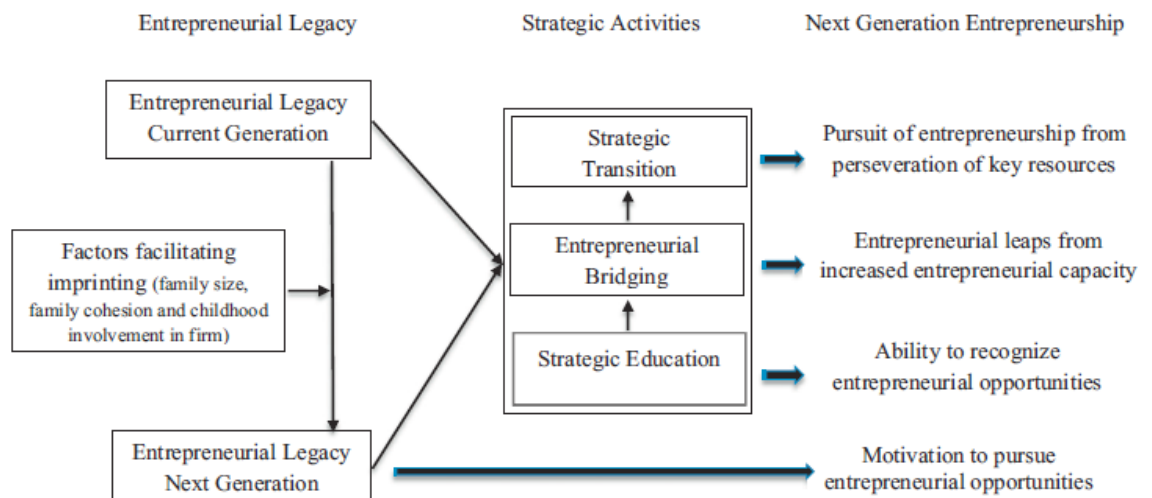 Entrepreneurial Legacy
Strategic Activities
Next Generation Entrepreneurship
Entrepreneurial Legacy
Current Generation
Factors facilitating
imprinting (family size,
family cohesion and childhood
involvement in firm)
Entrepreneurial Legacy
Next Generation
Strategic
Transition
Entrepreneurial
Bridging
Strategic Education
Pursuit of entrepreneurship from
perseveration of key resources
Entrepreneurial leaps from
increased entrepreneurial capacity
Ability to recognize
entrepreneurial opportunities
Motivation to pursue
entrepreneurial opportunities